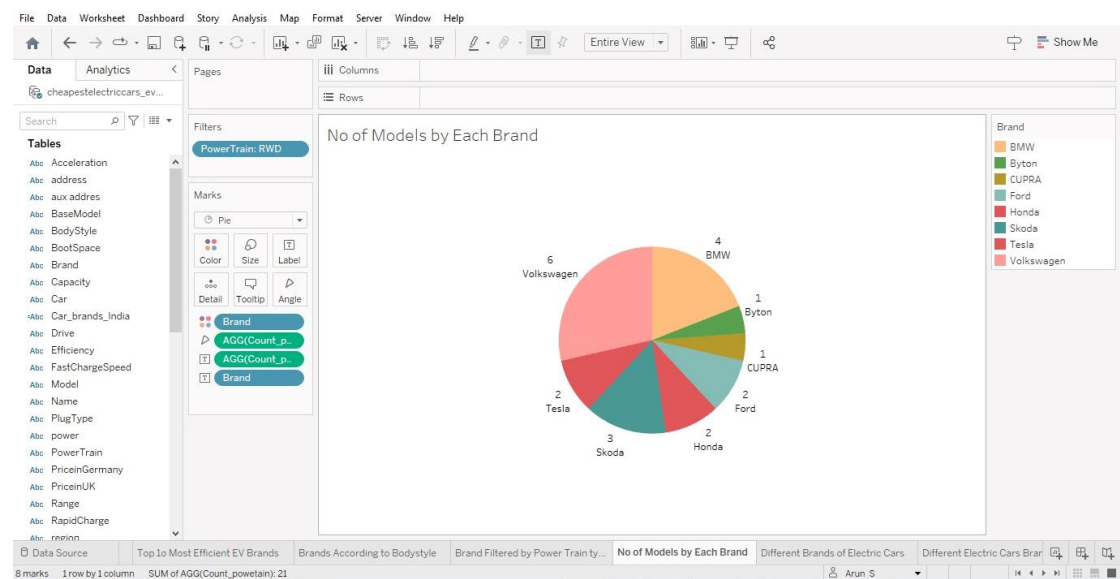 File Data Worksheet Dashboard Story Analysis Map Format Server Window Help
Entire View
Show Me
Data Analytics
cheapestelectriccars_ev...
Search
Tables
Abc Acceleration
Abc address
Abc aux addres
Abc BaseModel
Abc BodyStyle
Abc BootSpace
Abc Brand
Abc Capacity
Abc Car
=Abc Car_brands_India
Abc Drive
Abc Efficiency
Abc FastChargeSpeed
Abc Model
Abc Name
Abc PlugType
Abc power
Abc PowerTrain
Abc PriceinGermany
Abc PriceinUK
Abc Range
Abc RapidCharge
Abc region
Pages
Filters
PowerTrain: RWD
Marks
Pie
Color Size Label
Detail Tooltip Angle
Brand
AGG(Count_p..
AGG(Count_p..
Brand
Columns
Rows
No of Models by Each Brand
4
BMW
1
Byton
1
CUPRA
2
Ford
2
Honda
3
Skoda
2
Tesla
6
Volkswagen
Brand
BMW
Byton
CUPRA
Ford
Honda
Skoda
Tesla
Volkswagen
Data Source Top 1o Most Efficient EV Brands Brands According to Bodystyle Brand Filtered by Power Train ty... No of Models by Each Brand Different Brands of Electric Cars Different Electric Cars Brar
8 marks 1 row by 1 column SUM of AGG(Count_powetain): 21 Arun S